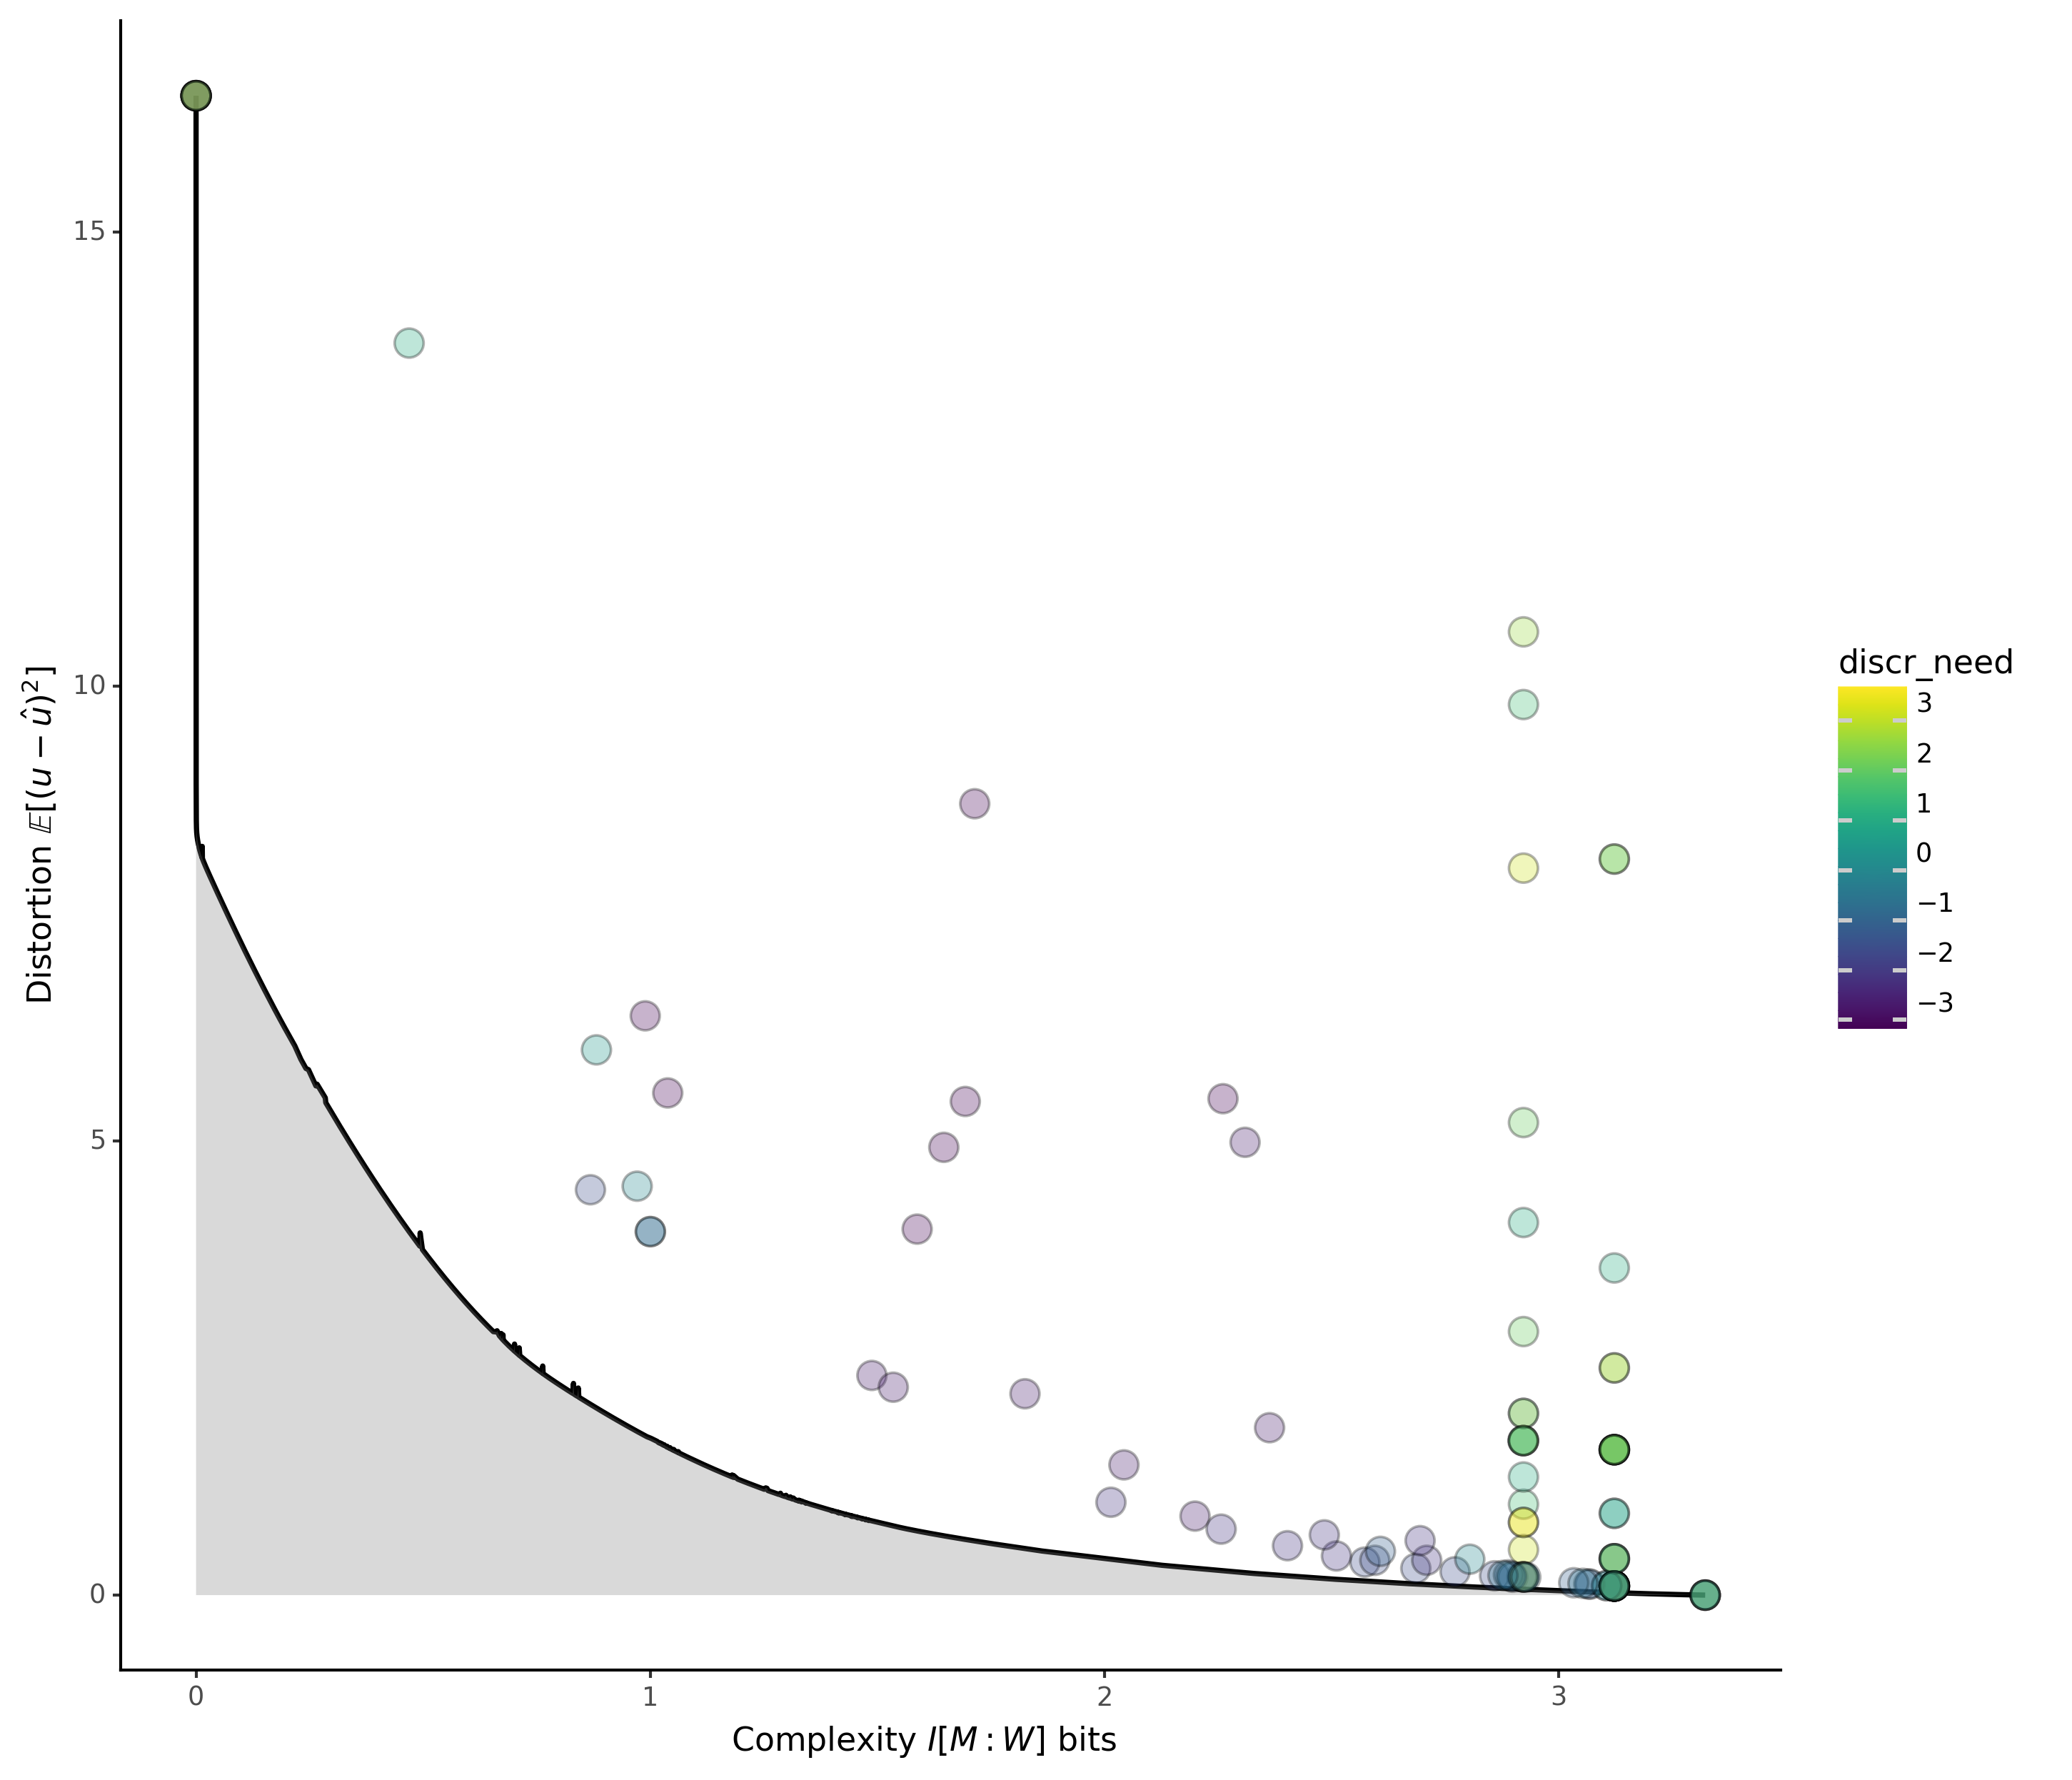 15
10
5
0
Distortion 𝔼[(u − û)²]
0 1 2 3
Complexity I[M : W] bits
discr_need
3
2
1
0
−1
−2
−3